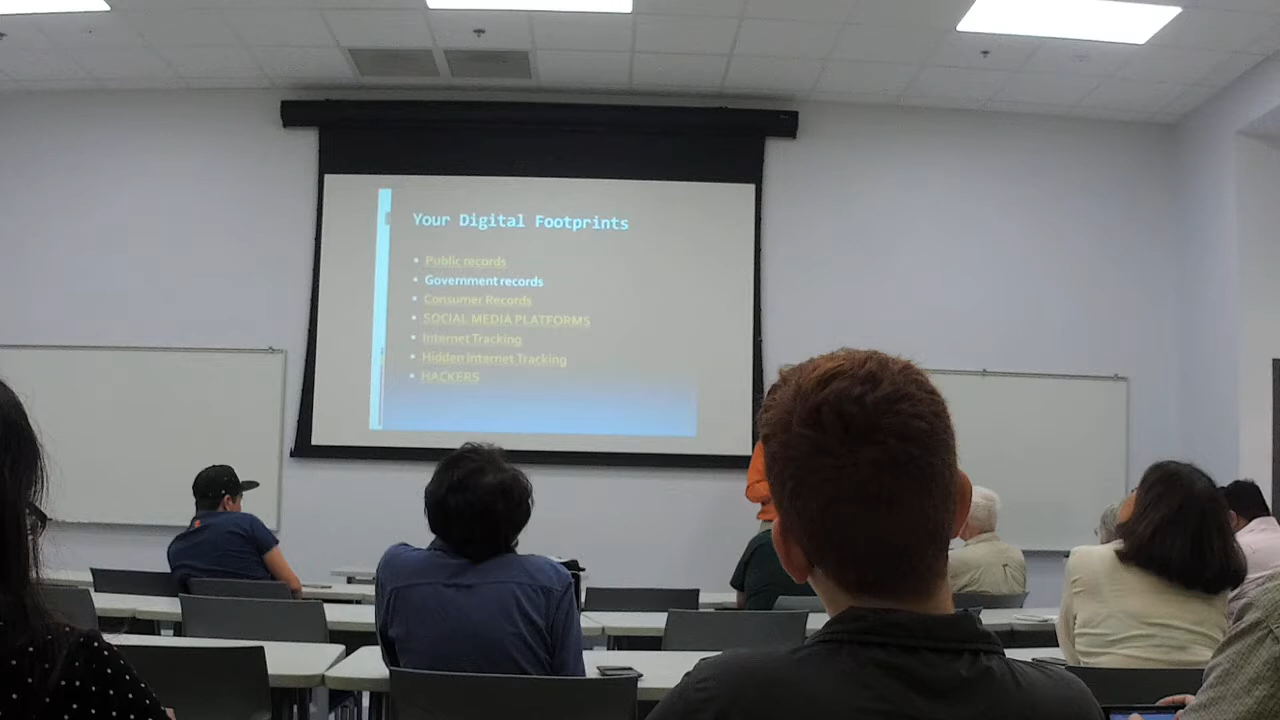 Your Digital Footprints
Public records
Government records
Consumer Records
SOCIAL MEDIA PLATFORMS
Internet Tracking
Hidden Internet Tracking
HACKERS